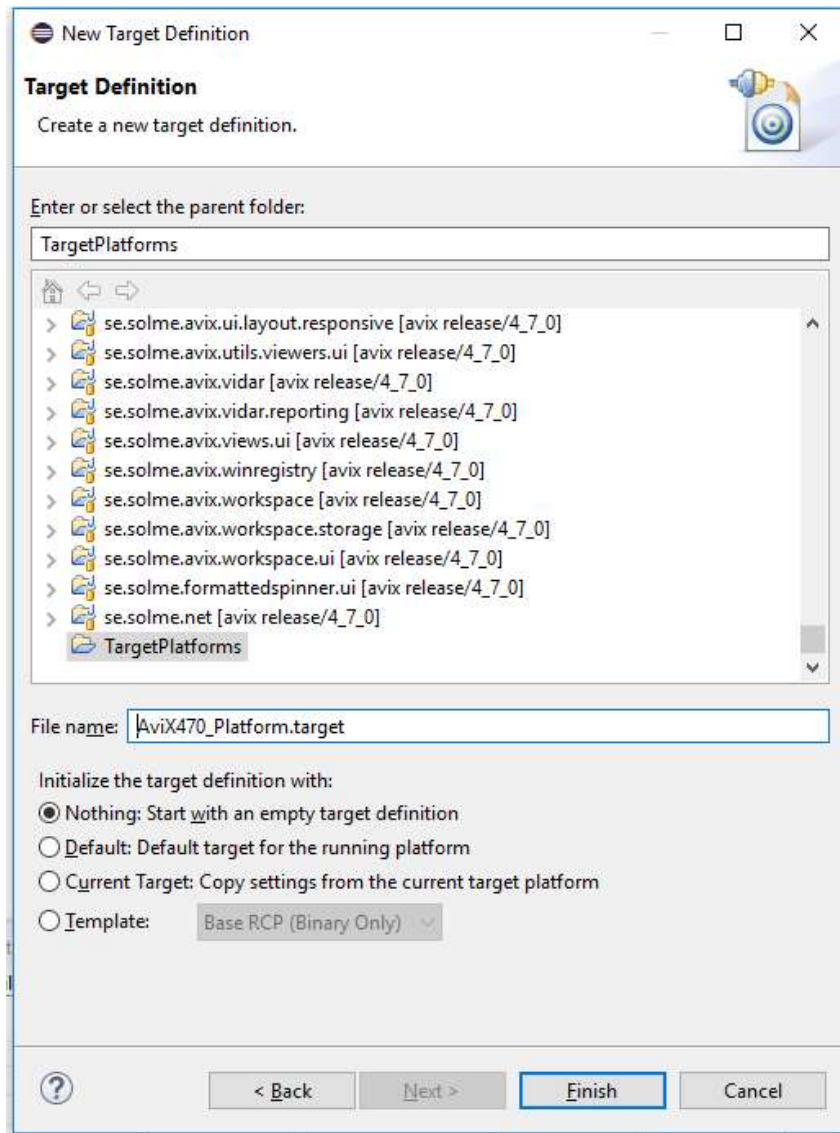 New Target Definition
Target Definition
Create a new target definition.
Enter or select the parent folder:
TargetPlatforms
se.solme.avix.ui.layout.responsive [avix release/4_7_0]
se.solme.avix.utils.viewers.ui [avix release/4_7_0]
se.solme.avix.vidar [avix release/4_7_0]
se.solme.avix.vidar.reporting [avix release/4_7_0]
se.solme.avix.views.ui [avix release/4_7_0]
se.solme.avix.winregistry [avix release/4_7_0]
se.solme.avix.workspace [avix release/4_7_0]
se.solme.avix.workspace.storage [avix release/4_7_0]
se.solme.avix.workspace.ui [avix release/4_7_0]
se.solme.formattedspinner.ui [avix release/4_7_0]
se.solme.net [avix release/4_7_0]
TargetPlatforms
File name: AviX470_Platform.target
Initialize the target definition with:
Nothing: Start with an empty target definition
Default: Default target for the running platform
Current Target: Copy settings from the current target platform
Template: Base RCP (Binary Only)
? < Back Next > Finish Cancel